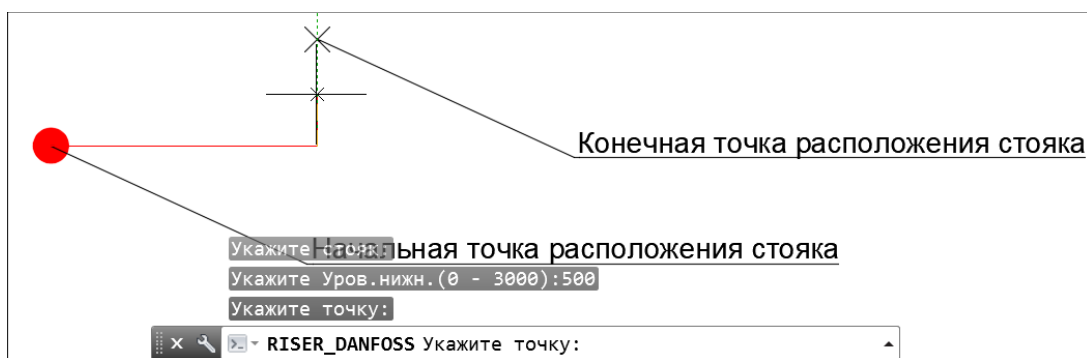 Конечная точка расположения стояка
Начальная точка расположения стояка
Укажите стояк:
Укажите Уров.нижн.(0 - 3000):500
Укажите точку:
RISER_DANFOSS Укажите точку: